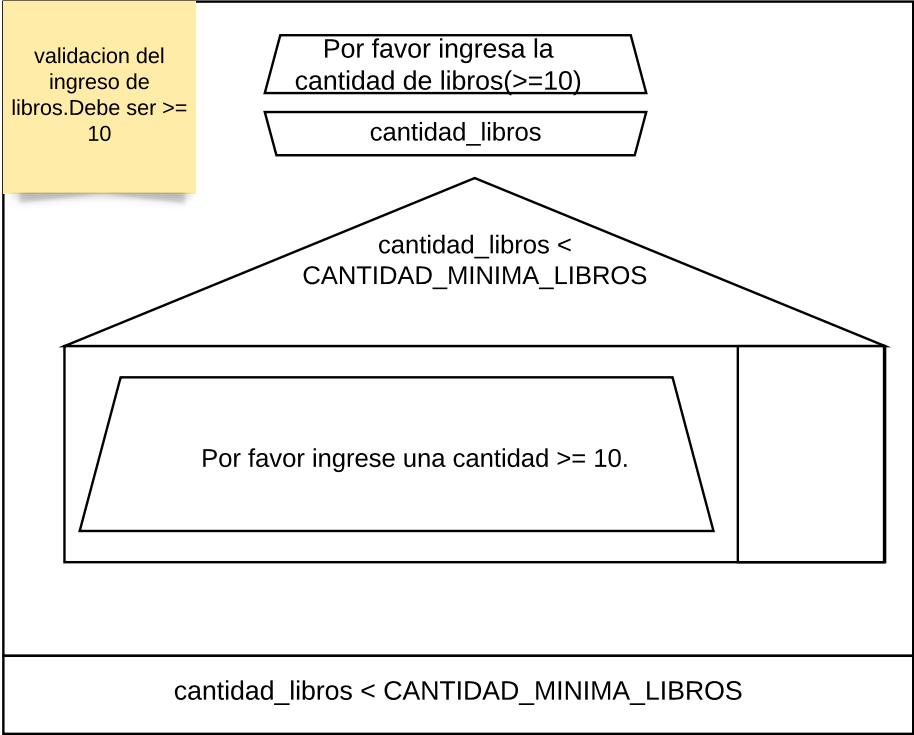 validacion del
ingreso de
libros.Debe ser >=
10
Por favor ingresa la
cantidad de libros(>=10)
cantidad_libros
cantidad_libros <
CANTIDAD_MINIMA_LIBROS
Por favor ingrese una cantidad >= 10.
cantidad_libros < CANTIDAD_MINIMA_LIBROS